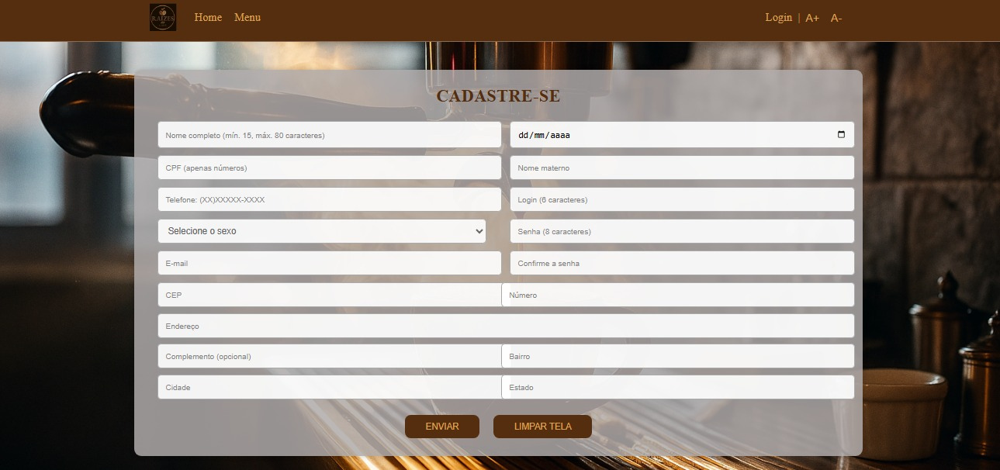 RAÍZES Home Menu Login | A+ A-
CADASTRE-SE
Nome completo (mín. 15, máx. 80 caracteres) dd/mm/aaaa
CPF (apenas números) Nome materno
Telefone: (XX)XXXXX-XXXX Login (6 caracteres)
Selecione o sexo Senha (8 caracteres)
E-mail Confirme a senha
CEP Número
Endereço
Complemento (opcional) Bairro
Cidade Estado
ENVIAR LIMPAR TELA